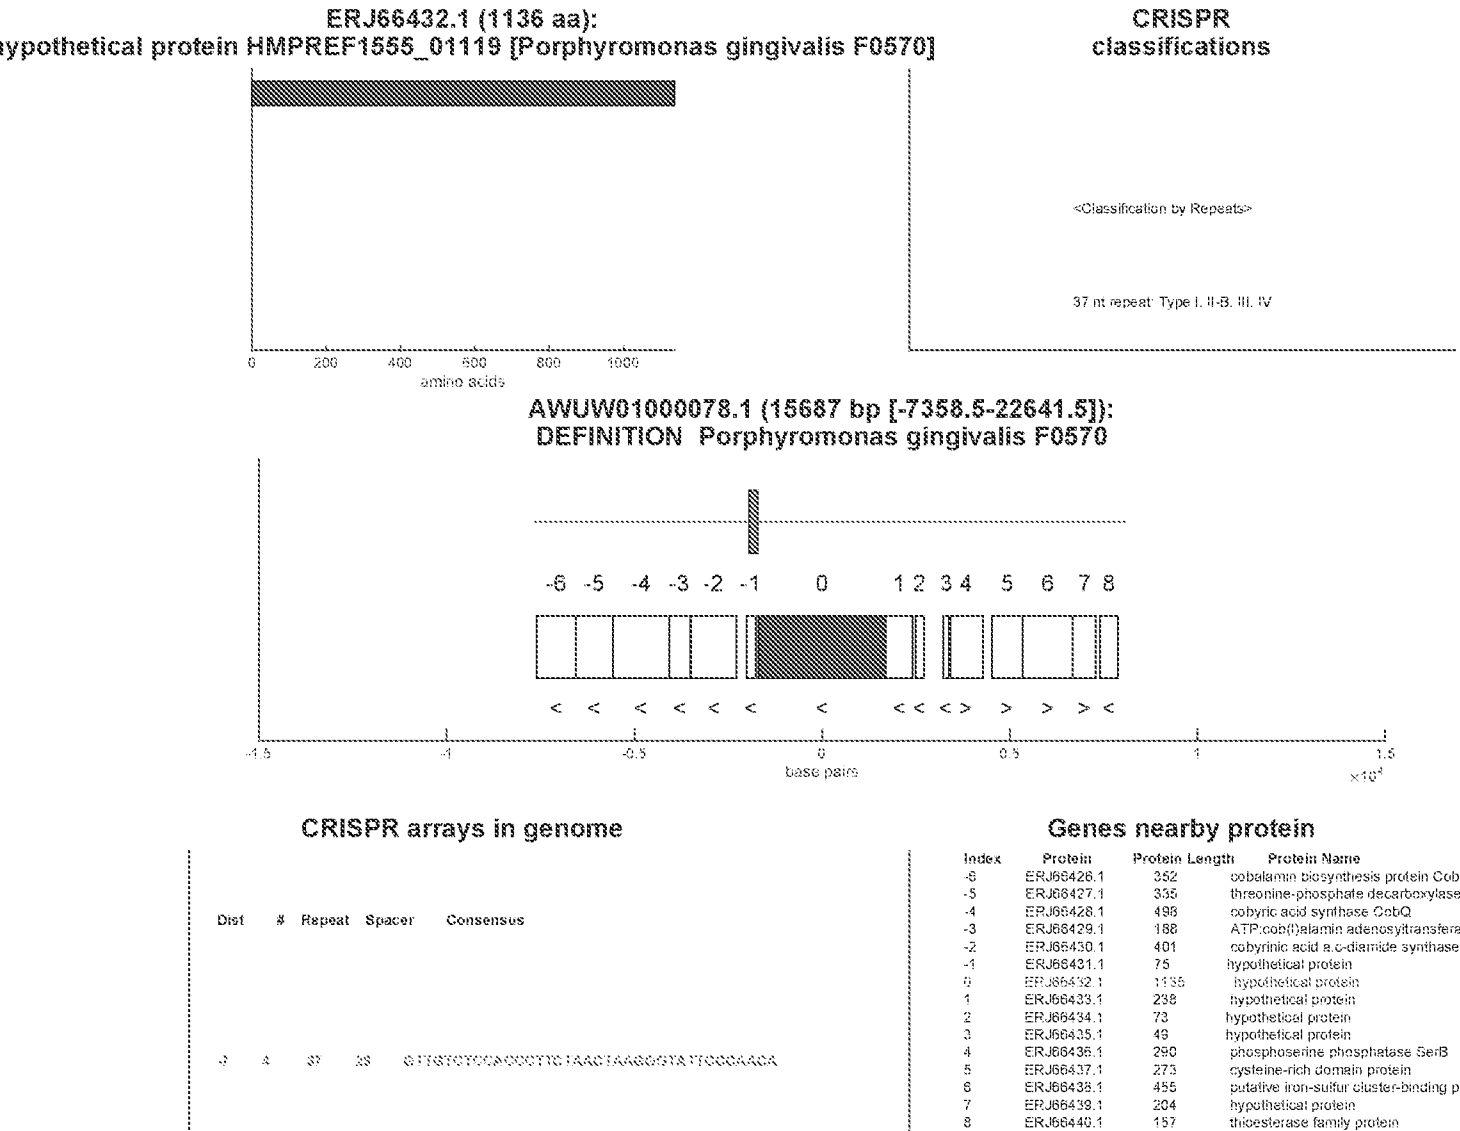 ERJ66432.1 (1136 aa):
hypothetical protein HMPREF1555_01119 [Porphyromonas gingivalis F0570]
0 200 400 600 800 1000
amino acids
CRISPR
classifications
<Classification by Repeats>
37 nt repeat: Type I, II-B, III, IV
AWUW01000078.1 (15687 bp [-7358.5-22641.5]):
DEFINITION Porphyromonas gingivalis F0570
-6 -5 -4 -3 -2 -1 0 1 2 3 4 5 6 7 8
< < < < < < < < < < > > > > <
-1.5 -1 -0.5 0 0.5 1 1.5
base pairs
×10⁴
CRISPR arrays in genome
Dist # Repeat Spacer Consensus
4 37
Genes nearby protein
Index Protein Protein Length Protein Name
-6 ERJ66426.1 352 cobalamin biosynthesis protein Cob
-5 ERJ66427.1 335 threonine-phosphate decarboxylase
-4 ERJ66428.1 498 cobyric acid synthase CobQ
-3 ERJ66429.1 188 ATP:cob(I)alamin adenosyltransfera
-2 ERJ66430.1 401 cobyrinic acid a,c-diamide synthase
-1 ERJ66431.1 75 hypothetical protein
0 ERJ66432.1 1136 hypothetical protein
1 ERJ66433.1 238 hypothetical protein
2 ERJ66434.1 73 hypothetical protein
3 ERJ66435.1 49 hypothetical protein
4 ERJ66436.1 290 phosphoserine phosphatase SerB
5 ERJ66437.1 273 cysteine-rich domain protein
6 ERJ66438.1 455 putative iron-sulfur cluster-binding p
7 ERJ66439.1 204 hypothetical protein
8 ERJ66440.1 157 thioesterase family protein